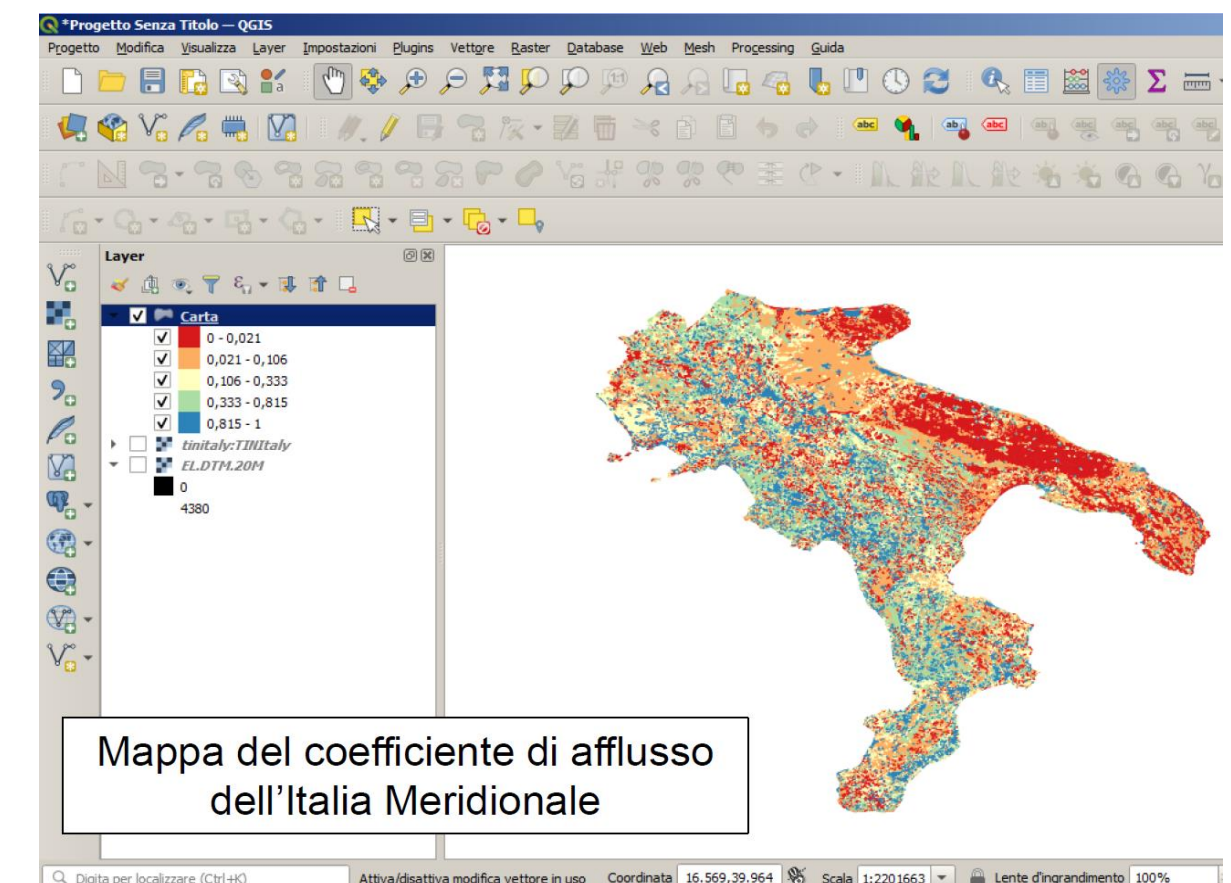 *Progetto Senza Titolo — QGIS
Progetto Modifica Visualizza Layer Impostazioni Plugins Vettore Raster Database Web Mesh Processing Guida
abc ab abc
Layer
Carta
0 - 0,021
0,021 - 0,106
0,106 - 0,333
0,333 - 0,815
0,815 - 1
tinitaly:TINItaly
EL.DTM.20M
0
4380
Mappa del coefficiente di afflusso
dell'Italia Meridionale
Digita per localizzare (Ctrl+K) Attiva/disattiva modifica vettore in uso Coordinata 16.569,39.964 Scala 1:2201663 Lente d'ingrandimento 100%